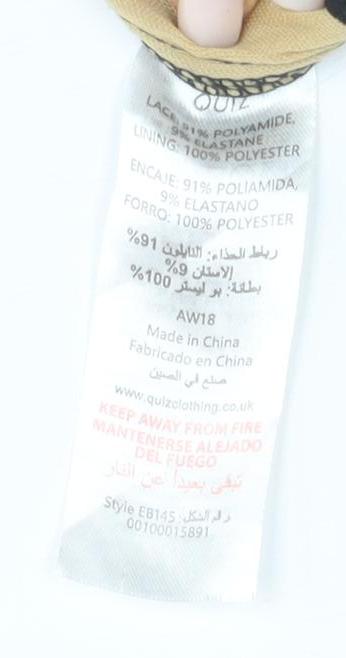 QUIZ
LACE: 91% POLYAMIDE,
9% ELASTANE
LINING: 100% POLYESTER
ENCAJE: 91% POLIAMIDA,
9% ELASTANO
FORRO: 100% POLYESTER
رباط الحذاء: النايلون 91%
الاستان 9%
بطانة: بوليستر 100%
AW18
Made in China
Fabricado en China
صنع في الصين
www.quizclothing.co.uk
KEEP AWAY FROM FIRE
MANTENERSE ALEJADO
DEL FUEGO
تبقى بعيدا عن النار
Style EB145 :رقم الشكل
00100015891